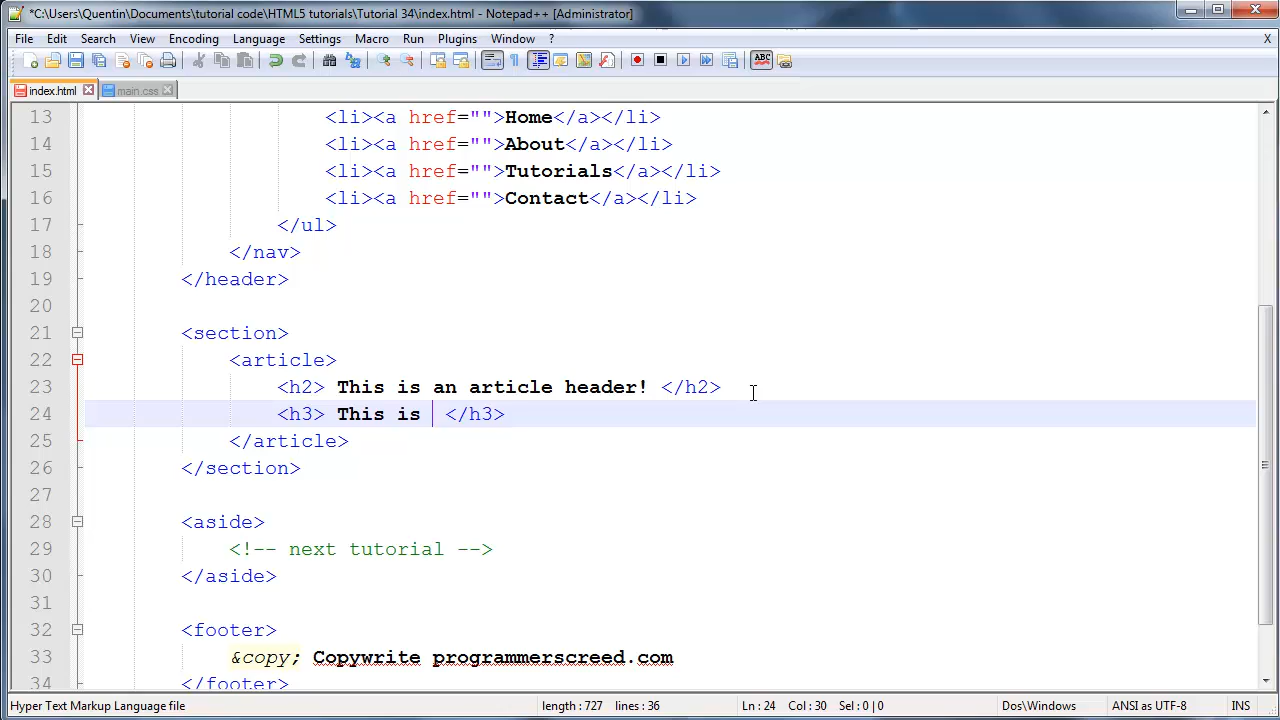 *C:\Users\Quentin\Documents\tutorial code\HTML5 tutorials\Tutorial 34\index.html - Notepad++ [Administrator]
File Edit Search View Encoding Language Settings Macro Run Plugins Window ? X
ABC
index.html main.css
13 <li><a href="">Home</a></li>
14 <li><a href="">About</a></li>
15 <li><a href="">Tutorials</a></li>
16 <li><a href="">Contact</a></li>
17 </ul>
18 </nav>
19 </header>
20
21 <section>
22 <article>
23 <h2> This is an article header! </h2>
24 <h3> This is </h3>
25 </article>
26 </section>
27
28 <aside>
29 <!-- next tutorial -->
30 </aside>
31
32 <footer>
33 &copy; Copywrite programmerscreed.com
34 </footer>
Hyper Text Markup Language file length : 727 lines : 36 Ln : 24 Col : 30 Sel : 0 | 0 Dos\Windows ANSI as UTF-8 INS